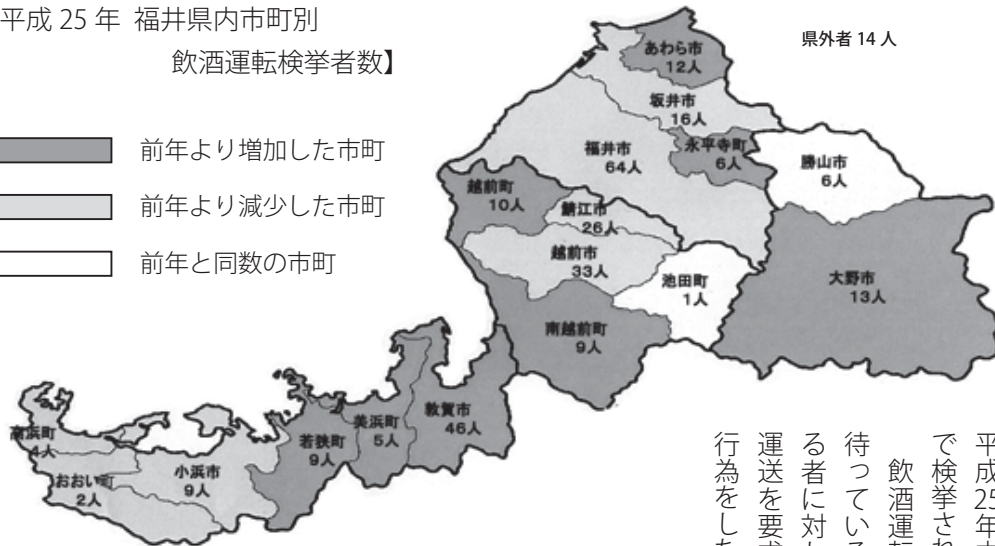 平成 25 年 福井県内市町別
飲酒運転検挙者数】
県外者 14 人
前年より増加した市町
前年より減少した市町
前年と同数の市町
あわら市
12人
坂井市
16人
福井市
64人
永平寺町
6人
勝山市
6人
越前町
10人
鯖江市
26人
越前市
33人
池田町
1人
大野市
13人
南越前町
9人
敦賀市
46人
美浜町
5人
若狭町
9人
小浜市
9人
おおい町
2人
高浜町
4人
平成25年中
で検挙され
飲酒運転
待っている
る者に対し
運送を要求
行為をした